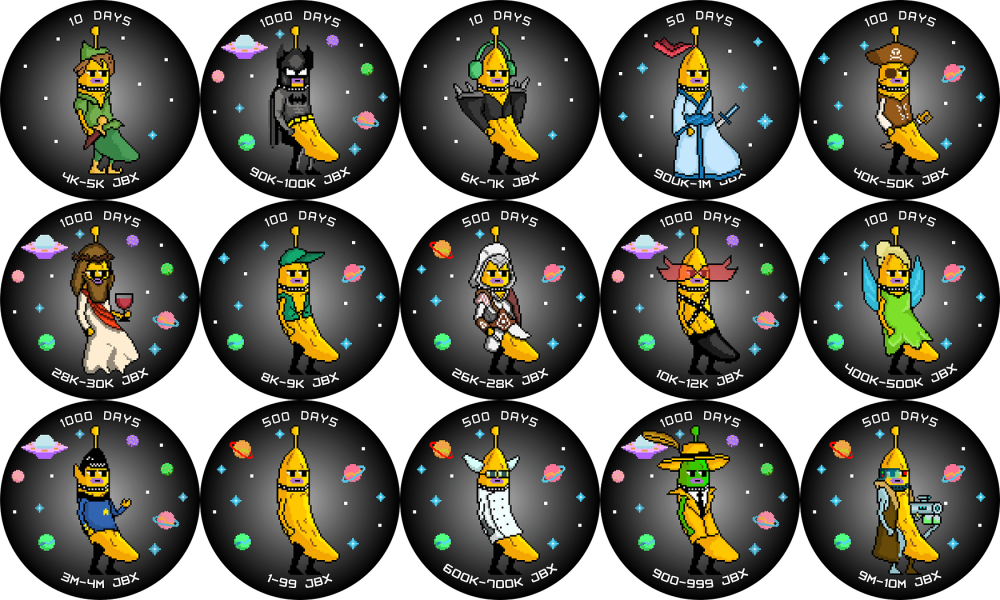 10 DAYS
4K-5K JBX
1000 DAYS
90K-100K JBX
10 DAYS
6K-7K JBX
50 DAYS
900K-1M JBX
100 DAYS
40K-50K JBX
1000 DAYS
28K-30K JBX
100 DAYS
8K-9K JBX
500 DAYS
26K-28K JBX
1000 DAYS
10K-12K JBX
100 DAYS
400K-500K JBX
1000 DAYS
3M-4M JBX
500 DAYS
1-99 JBX
500 DAYS
600K-700K JBX
1000 DAYS
900-999 JBX
500 DAYS
9M-10M JBX